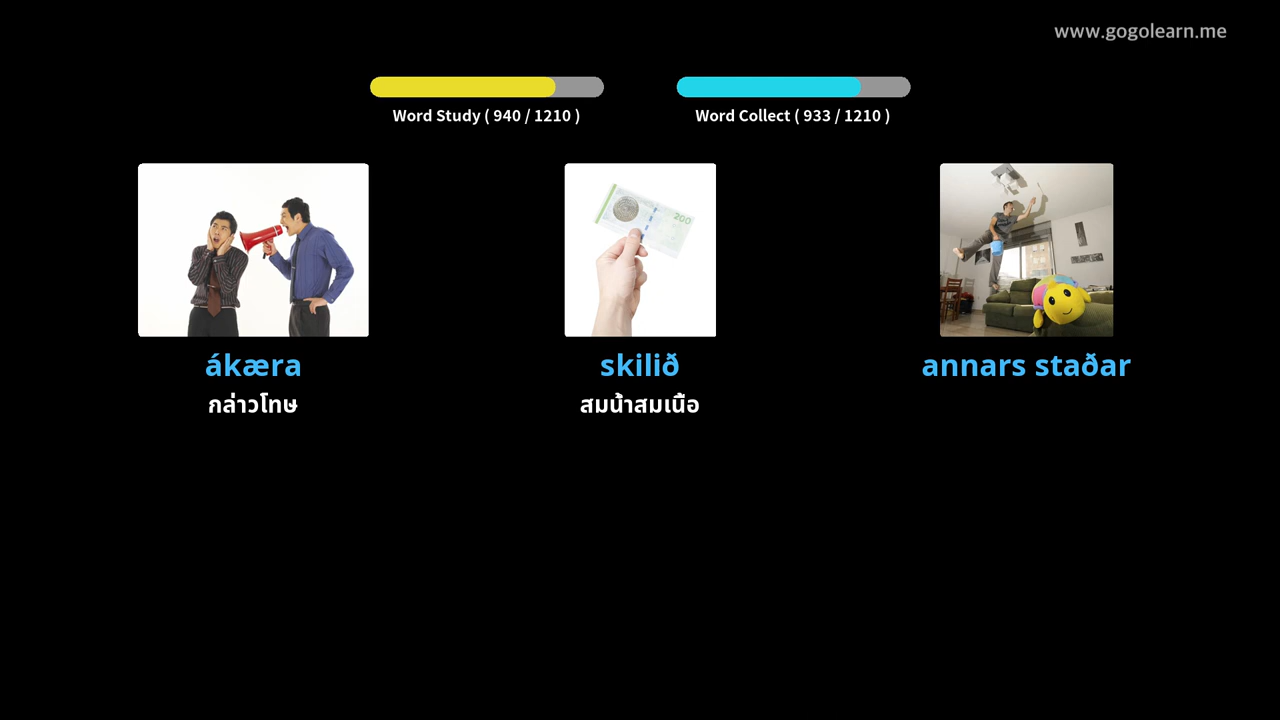 www.gogolearn.me
Word Study ( 940 / 1210 )
Word Collect ( 933 / 1210 )
ákæra
กล่าวโทษ
skilið
สมน้ำสมเนื้อ
annars staðar
200